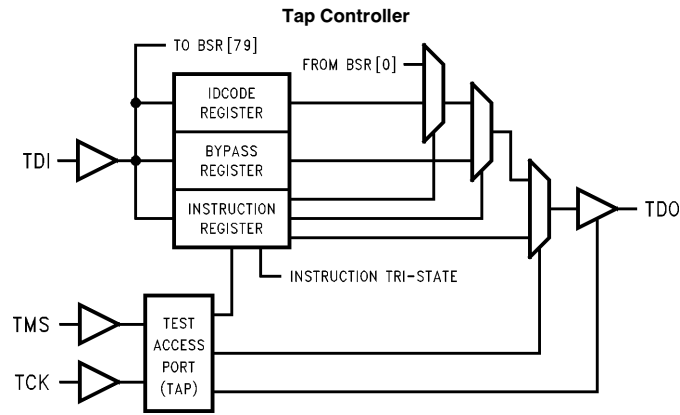 Tap Controller
TO BSR[79]
FROM BSR[0]
IDCODE
REGISTER
TDI
BYPASS
REGISTER
INSTRUCTION
REGISTER
TDO
INSTRUCTION TRI-STATE
TMS
TCK
TEST
ACCESS
PORT
(TAP)